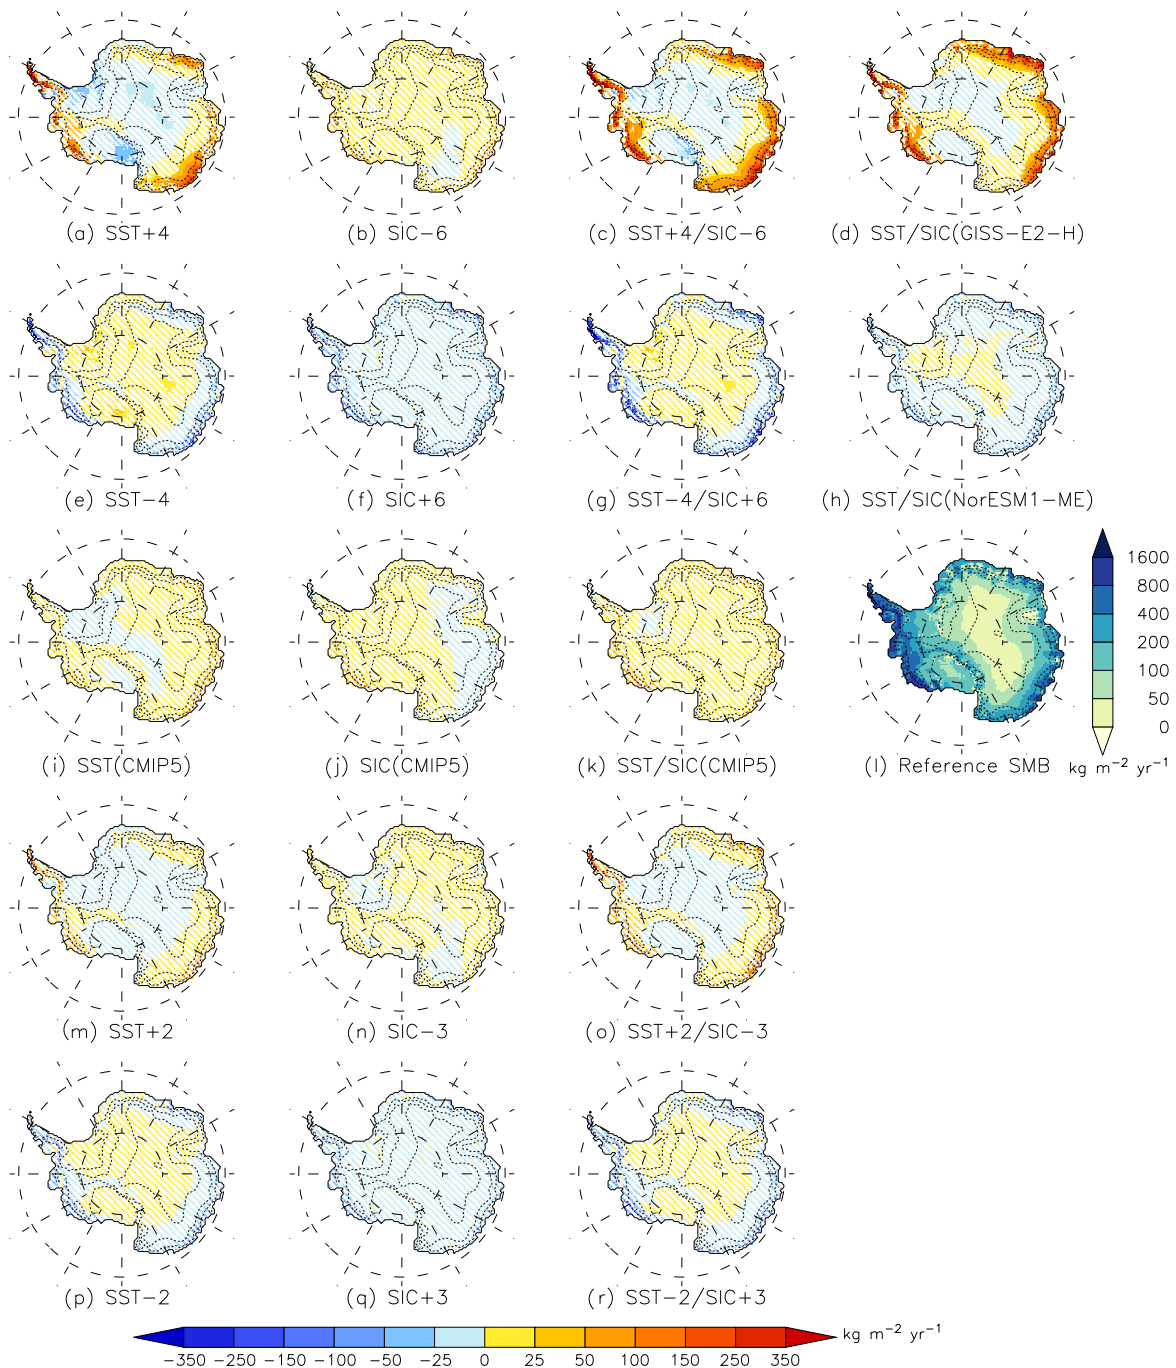 (a) SST+4
(b) SIC−6
(c) SST+4/SIC−6
(d) SST/SIC(GISS−E2−H)
(e) SST−4
(f) SIC+6
(g) SST−4/SIC+6
(h) SST/SIC(NorESM1−ME)
1600
800
400
200
100
50
0
kg m−2 yr−1
(i) SST(CMIP5)
(j) SIC(CMIP5)
(k) SST/SIC(CMIP5)
(l) Reference SMB
(m) SST+2
(n) SIC−3
(o) SST+2/SIC−3
(p) SST−2
(q) SIC+3
(r) SST−2/SIC+3
kg m−2 yr−1
−350 −250 −150 −100 −50 −25 0 25 50 100 150 250 350